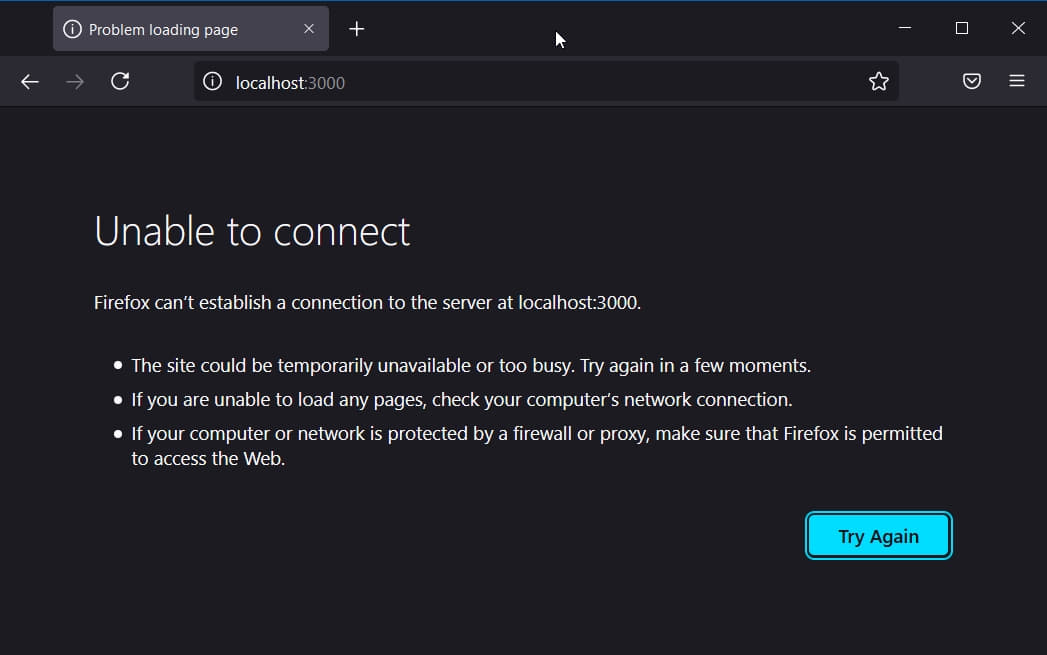 Problem loading page
localhost:3000
Unable to connect
Firefox can’t establish a connection to the server at localhost:3000.
The site could be temporarily unavailable or too busy. Try again in a few moments.
If you are unable to load any pages, check your computer’s network connection.
If your computer or network is protected by a firewall or proxy, make sure that Firefox is permitted
to access the Web.
Try Again